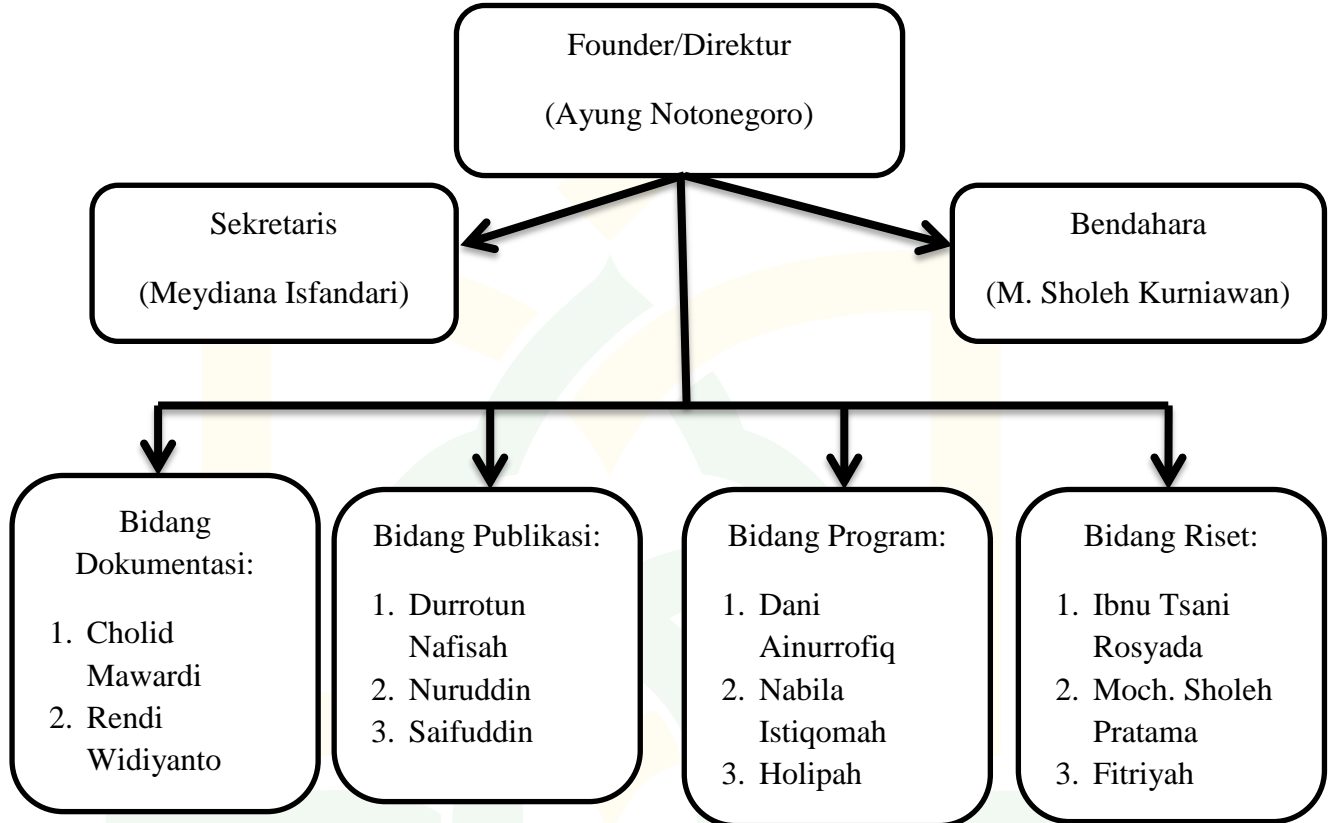 Founder/Direktur
(Ayung Notonegoro)
Sekretaris
(Meydiana Isfandari)
Bendahara
(M. Sholeh Kurniawan)
Bidang
Dokumentasi:
1. Cholid
Mawardi
2. Rendi
Widiyanto
Bidang Publikasi:
1. Durrotun
Nafisah
2. Nuruddin
3. Saifuddin
Bidang Program:
1. Dani
Ainurrofiq
2. Nabila
Istiqomah
3. Holipah
Bidang Riset:
1. Ibnu Tsani
Rosyada
2. Moch. Sholeh
Pratama
3. Fitriyah